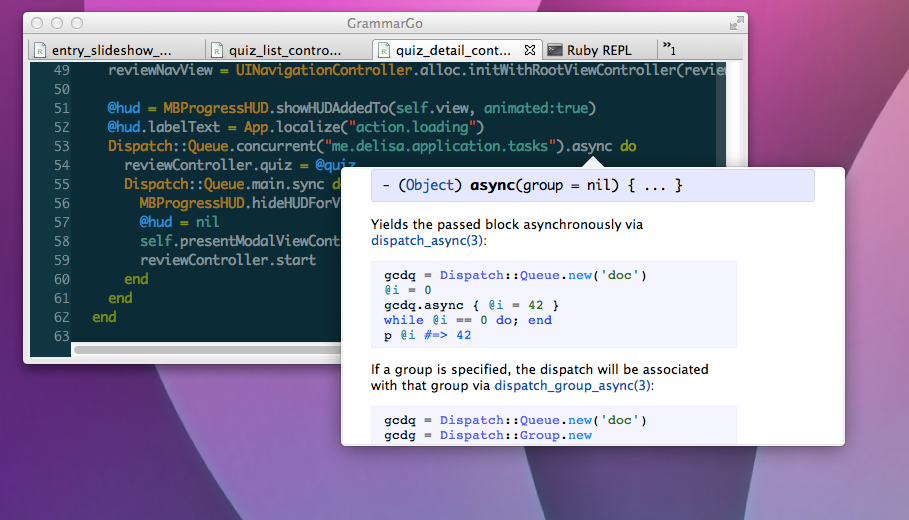 GrammarGo
entry_slideshow_...
quiz_list_contro...
quiz_detail_cont...
Ruby REPL
»1
49 reviewNavView = UINavigationController.alloc.initWithRootViewController(revie
50
51 @hud = MBProgressHUD.showHUDAddedTo(self.view, animated:true)
52 @hud.labelText = App.localize("action.loading")
53 Dispatch::Queue.concurrent("me.delisa.application.tasks").async do
54 reviewController.quiz = @quiz
55 Dispatch::Queue.main.sync d
56 MBProgressHUD.hideHUDForV
57 @hud = nil
58 self.presentModalViewCont
59 reviewController.start
60 end
61 end
62 end
63
- (Object) async(group = nil) { ... }
Yields the passed block asynchronously via
dispatch_async(3):
gcdq = Dispatch::Queue.new('doc')
@i = 0
gcdq.async { @i = 42 }
while @i == 0 do; end
p @i #=> 42
If a group is specified, the dispatch will be associated
with that group via dispatch_group_async(3):
gcdq = Dispatch::Queue.new('doc')
gcdg = Dispatch::Group.new